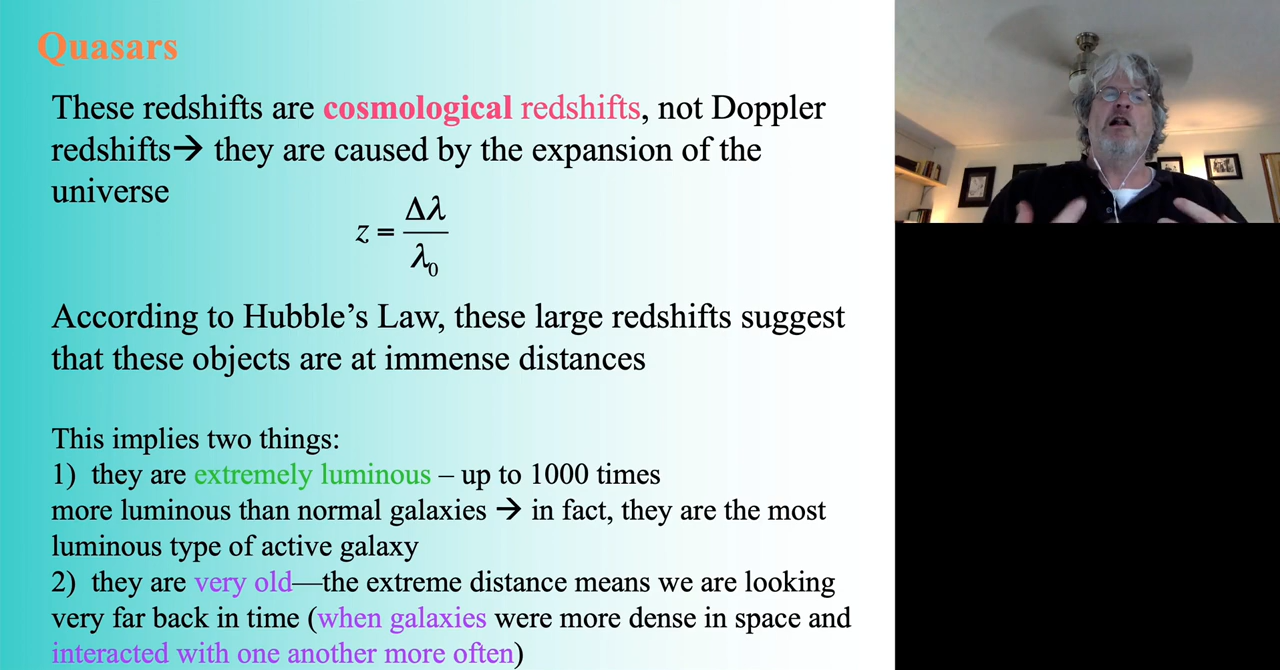 Quasars
These redshifts are cosmological redshifts, not Doppler
redshifts→ they are caused by the expansion of the
universe
z = Δλ / λ₀
According to Hubble’s Law, these large redshifts suggest
that these objects are at immense distances
This implies two things:
1) they are extremely luminous – up to 1000 times
more luminous than normal galaxies → in fact, they are the most
luminous type of active galaxy
2) they are very old—the extreme distance means we are looking
very far back in time (when galaxies were more dense in space and
interacted with one another more often)